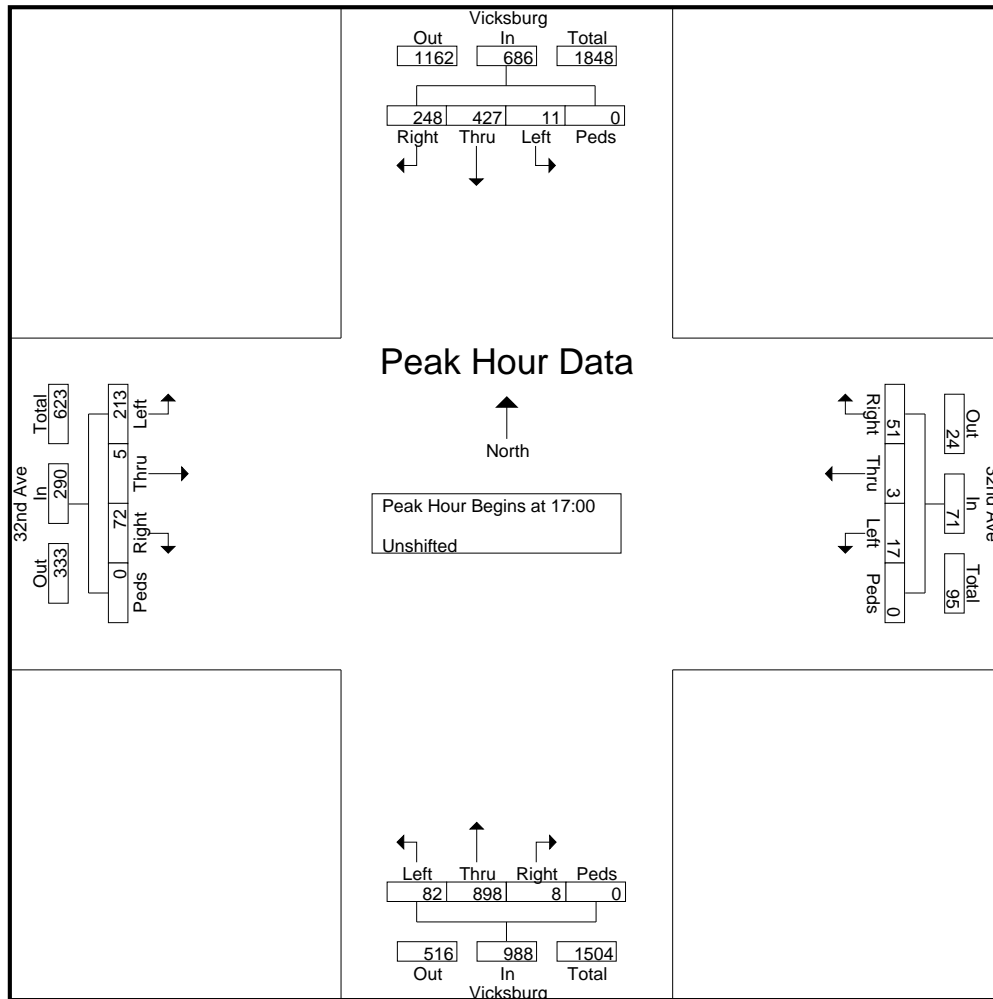 Vicksburg
Out In Total
1162 686 1848
248 427 11 0
Right Thru Left Peds
Peak Hour Data
North
Peak Hour Begins at 17:00
Unshifted
32nd Ave
Total In Out
623 290 333
213 5 72 0
Left Thru Right Peds
Right Thru Left Peds
51 3 17 0
Out In Total
24 71 95
32nd Ave
Left Thru Right Peds
82 898 8 0
516 988 1504
Out In Total
Vicksburg